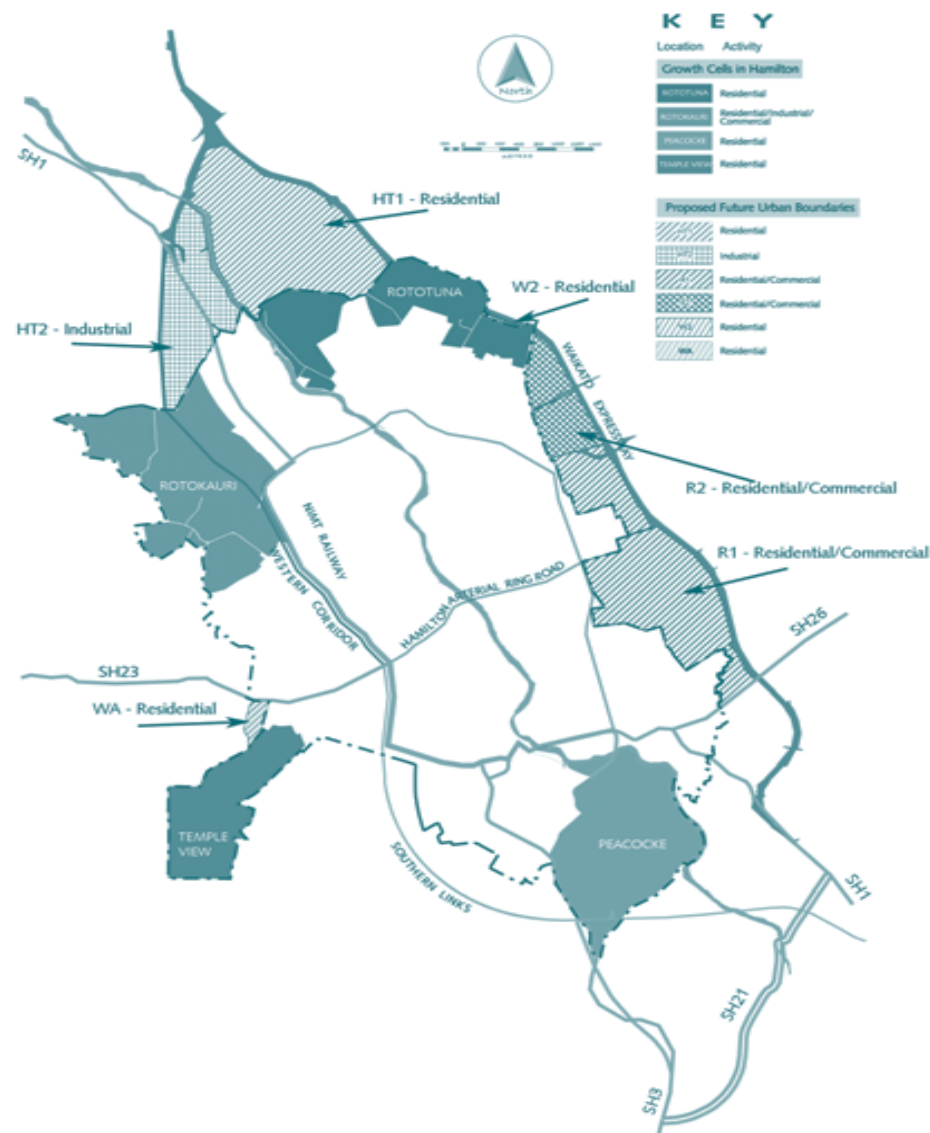 K E Y
Location Activity
Growth Cells in Hamilton
ROTOTUNA Residential
ROTOKAURI Residential/Industrial/
Commercial
PEACOCKE Residential
TEMPLE VIEW Residential
Proposed Future Urban Boundaries
Residential
Industrial
Residential/Commercial
Residential/Commercial
Residential
WA Residential
North
SH1
HT1 - Residential
ROTOTUNA
W2 - Residential
HT2 - Industrial
WAIKATO EXPRESSWAY
ROTOKAURI
R2 - Residential/Commercial
NIMT RAILWAY
WESTERN CORRIDOR
R1 - Residential/Commercial
HAMILTON ARTERIAL RING ROAD
SH26
SH23
WA - Residential
TEMPLE
VIEW
PEACOCKE
SOUTHERN LINKS
SH1
SH21
SH3